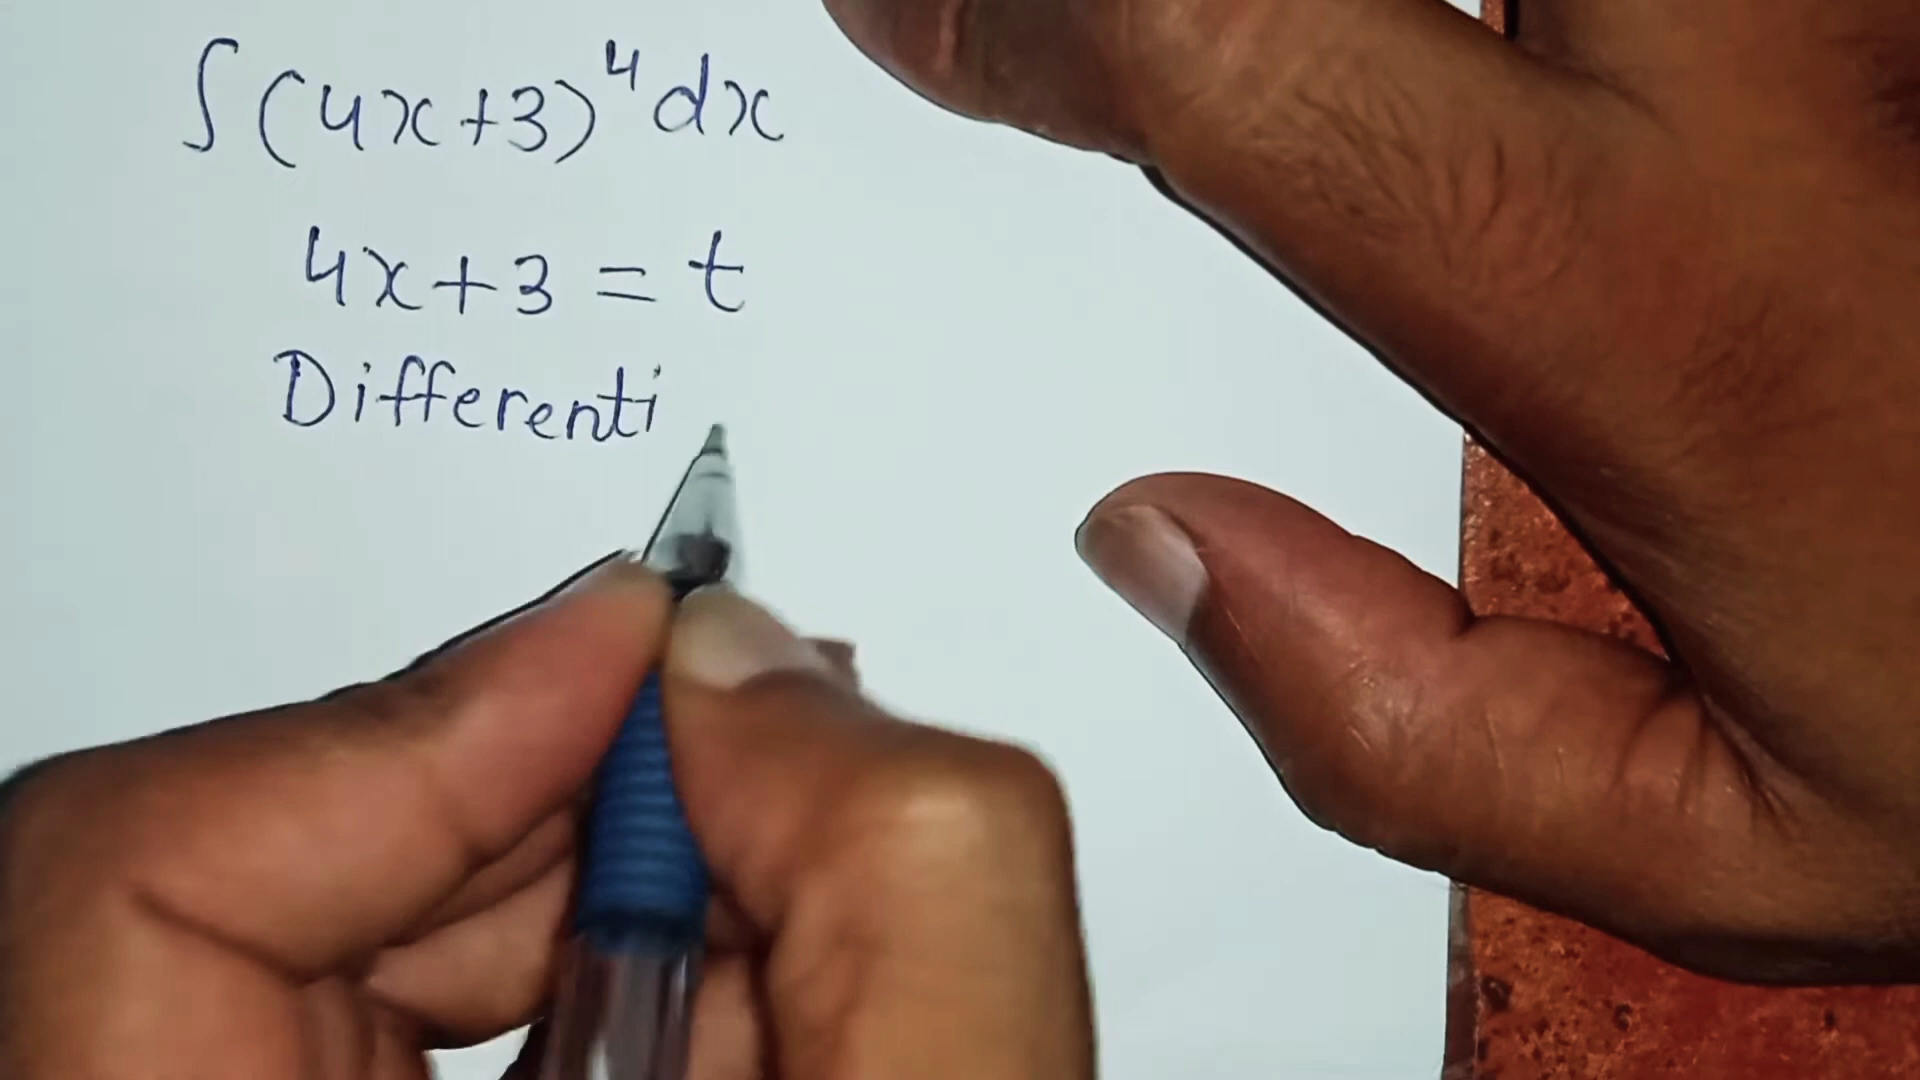 ∫(4x+3)⁴dx
4x+3 = t
Differenti